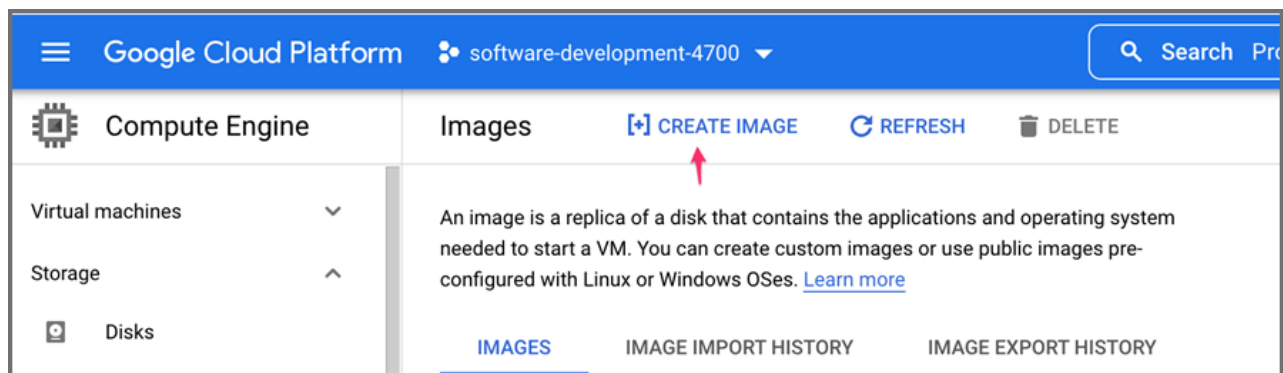 Google Cloud Platform software-development-4700 Search
Compute Engine
Images [+] CREATE IMAGE REFRESH DELETE
Virtual machines
Storage
Disks
An image is a replica of a disk that contains the applications and operating system
needed to start a VM. You can create custom images or use public images pre-
configured with Linux or Windows OSes. Learn more
IMAGES IMAGE IMPORT HISTORY IMAGE EXPORT HISTORY